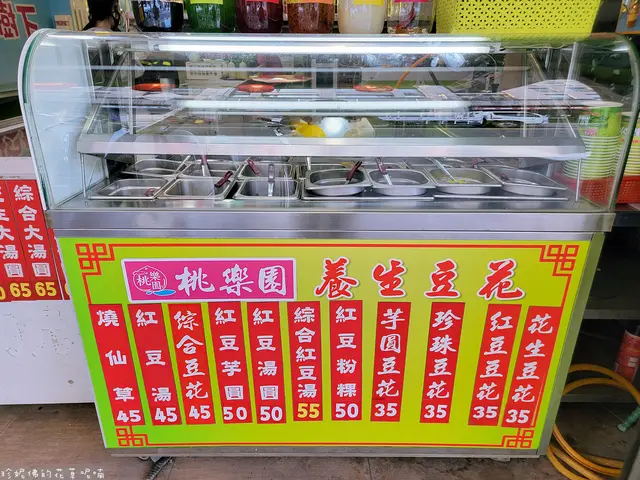 桃樂園 桃樂園 養生豆花
燒仙草 45
紅豆湯 45
綜合豆花 45
紅豆芋圓 50
紅豆湯圓 50
綜合紅豆湯 55
紅豆粉粿 50
芋圓豆花 35
珍珠豆花 35
紅豆豆花 35
花生豆花 35
綜合大湯圓 65
大湯圓 65